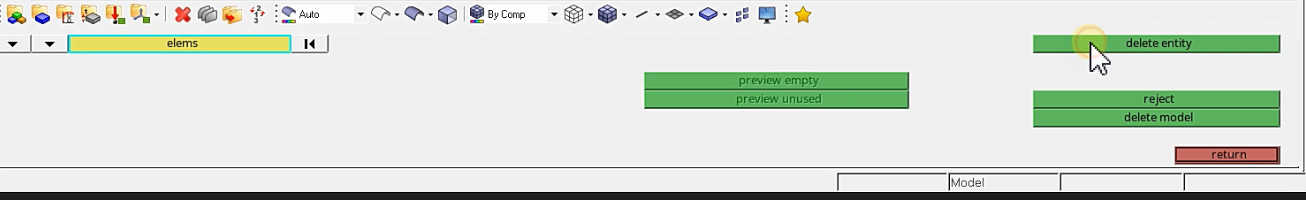 Auto By Comp
elems delete entity
preview empty
preview unused reject
delete model
return
Model